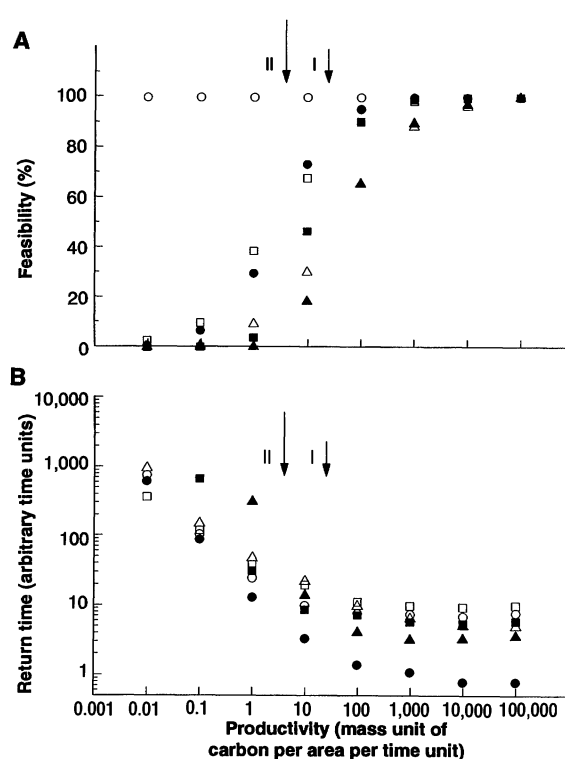 A
II I
100
80
60
40
20
0
Feasibility (%)
B
10,000
1,000
100
10
1
Return time (arbitrary time units)
II I
0.001 0.01 0.1 1 10 100 1,000 10,000 100,000
Productivity (mass unit of
carbon per area per time unit)